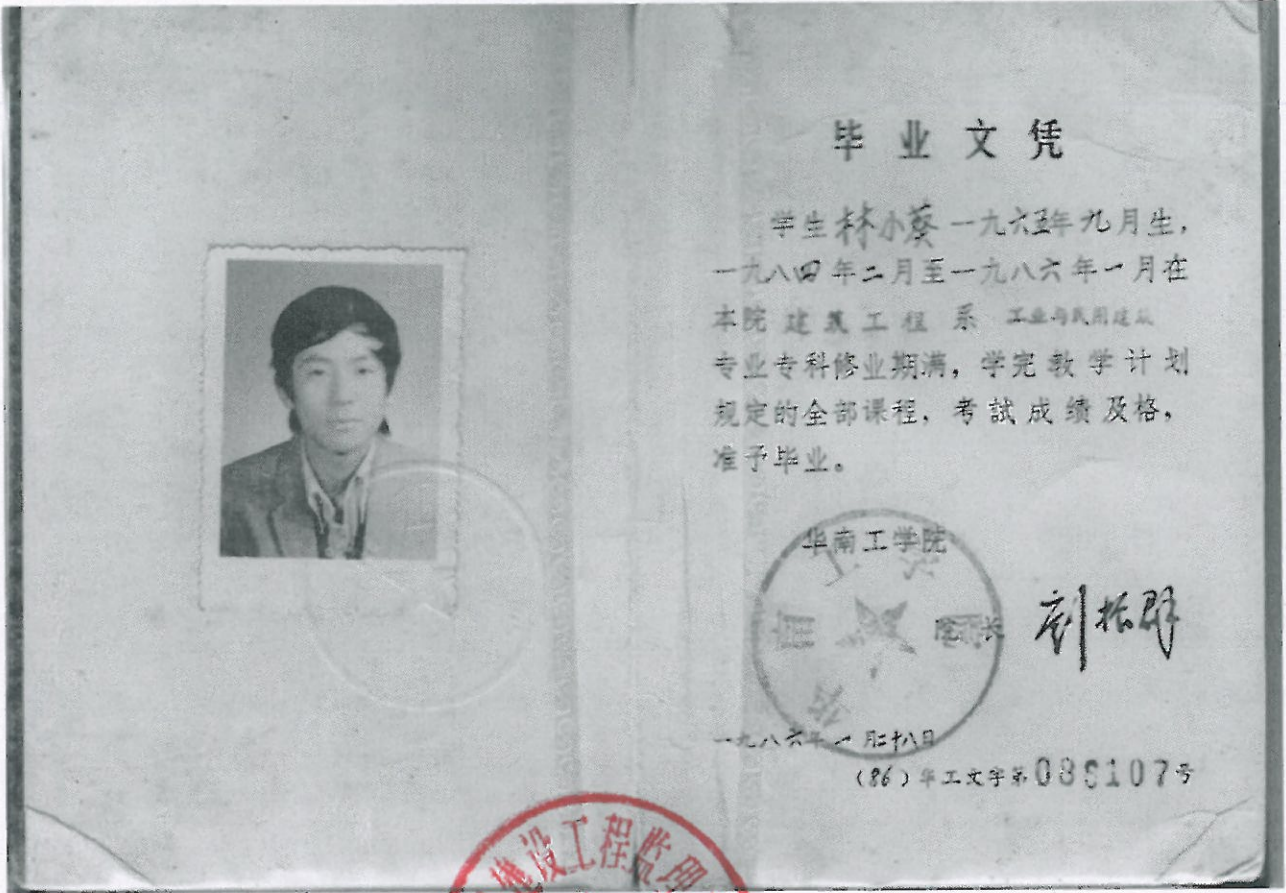 毕业文凭
学生林小葵一九六五年九月生,
一九八四年二月至一九八六年一月在
本院建筑工程系 工业与民用建筑
专业专科修业期满,学完教学计划
规定的全部课程,考試成绩及格,
准予毕业。
华南工学院
院长 刘振群
一九八六年一月二十八日
(86)华工文字第 107号
建设工程监理